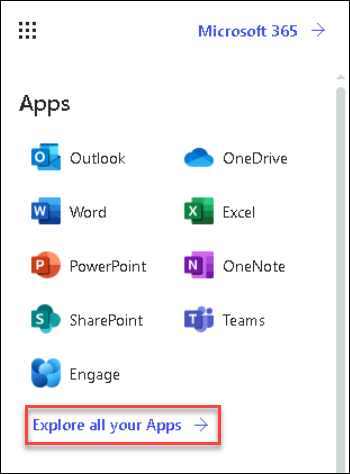 Microsoft 365 →
Apps
Outlook OneDrive
Word Excel
PowerPoint OneNote
SharePoint Teams
Engage
Explore all your Apps →